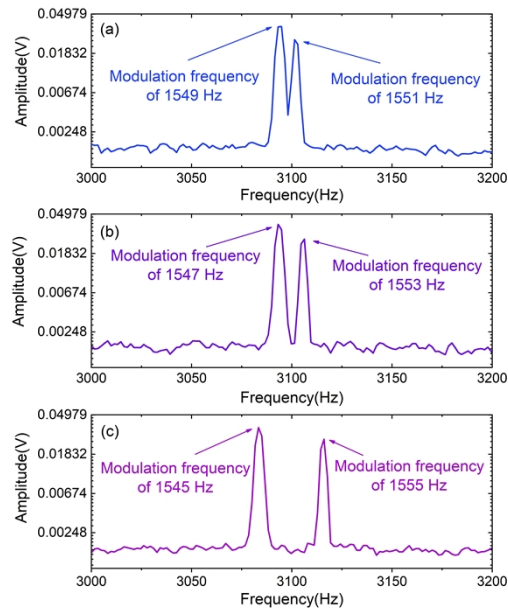 (a)
0.04979
0.01832
0.00674
0.00248
Amplitude(V)
Modulation frequency
of 1549 Hz
Modulation frequency
of 1551 Hz
3000 3050 3100 3150 3200
Frequency(Hz)
(b)
0.04979
0.01832
0.00674
0.00248
Amplitude(V)
Modulation frequency
of 1547 Hz
Modulation frequency
of 1553 Hz
3000 3050 3100 3150 3200
Frequency(Hz)
(c)
0.04979
0.01832
0.00674
0.00248
Amplitude(V)
Modulation frequency
of 1545 Hz
Modulation frequency
of 1555 Hz
3000 3050 3100 3150 3200
Frequency(Hz)